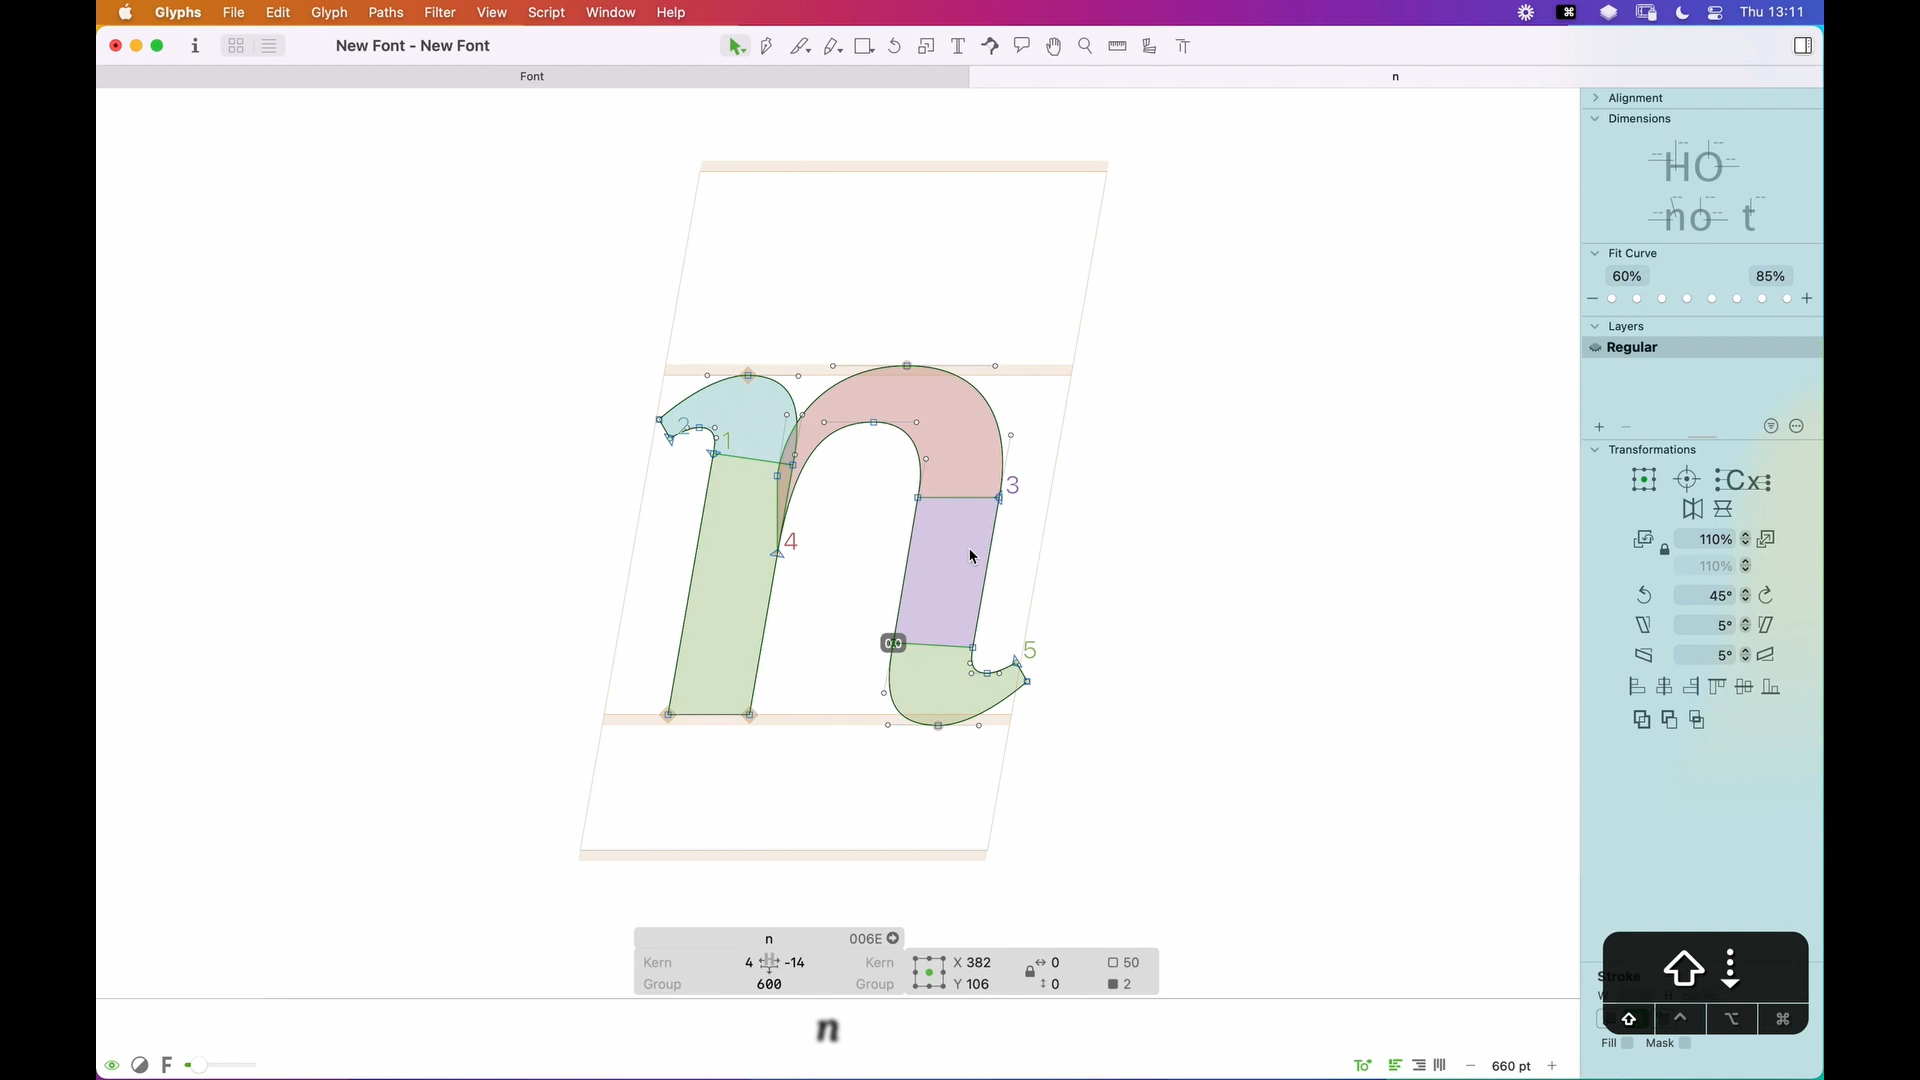 Glyphs File Edit Glyph Paths Filter View Script Window Help Thu 13:11
New Font - New Font
Font n
Alignment
Dimensions
HO
no t
Fit Curve
60% 85%
Layers
Regular
Transformations
Cx
110%
110%
45°
5°
5°
2 1
3
4
5
n 006E
Kern 4 -14 Kern
Group 600 Group
X 382 0 50
Y 106 0 2
Stroke
n
Fill Mask
F
660 pt